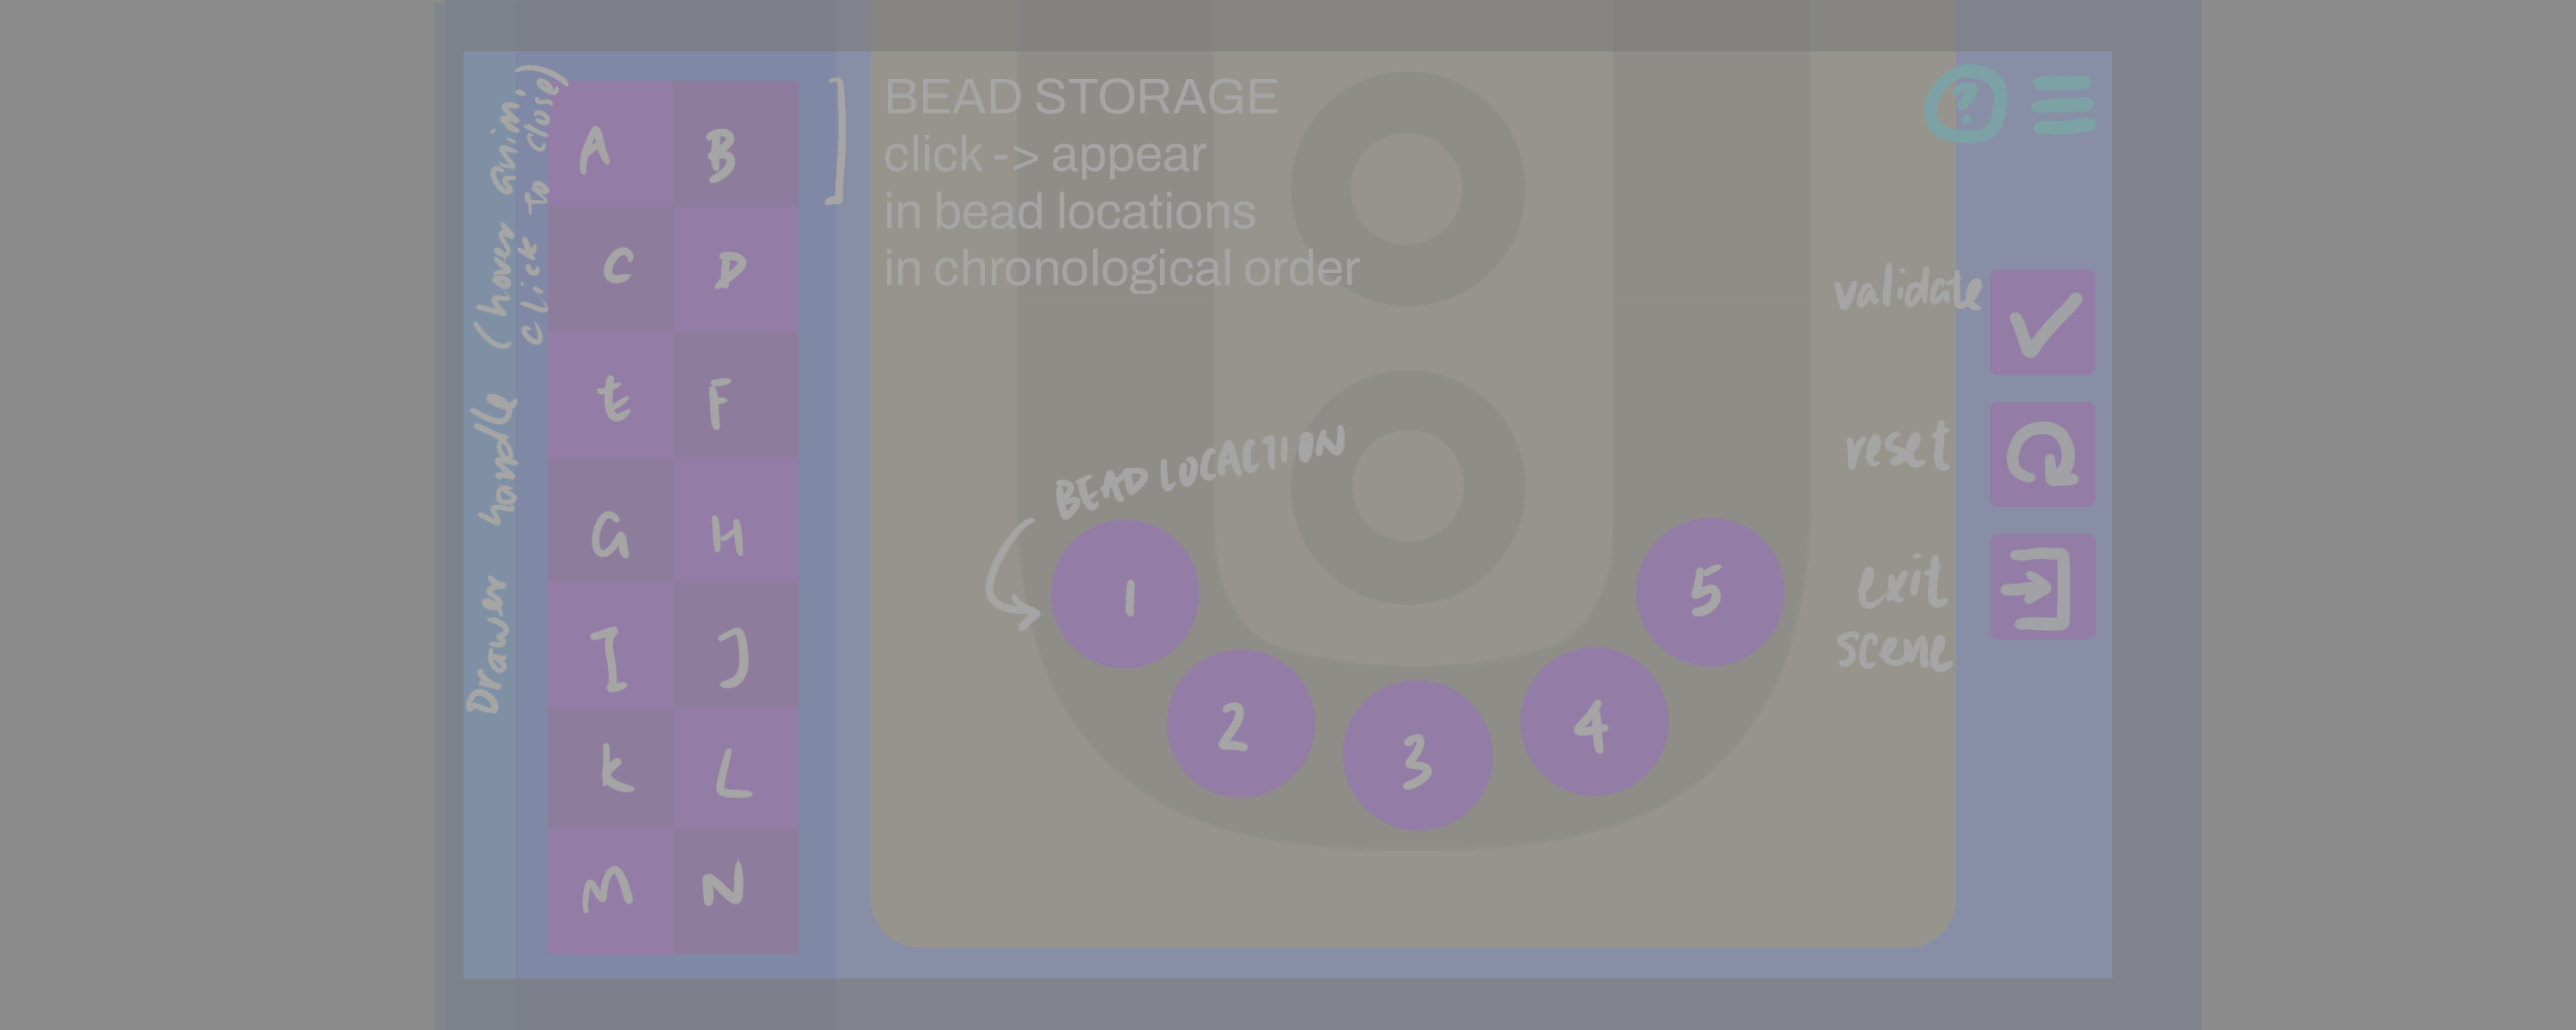 Drawer handle (hover anim,
click to close)
A B
C D
E F
G H
I J
K L
M N
BEAD STORAGE
click -> appear
in bead locations
in chronological order
BEAD LOCACTION
1
2
3
4
5
?
validate
reset
exit
scene